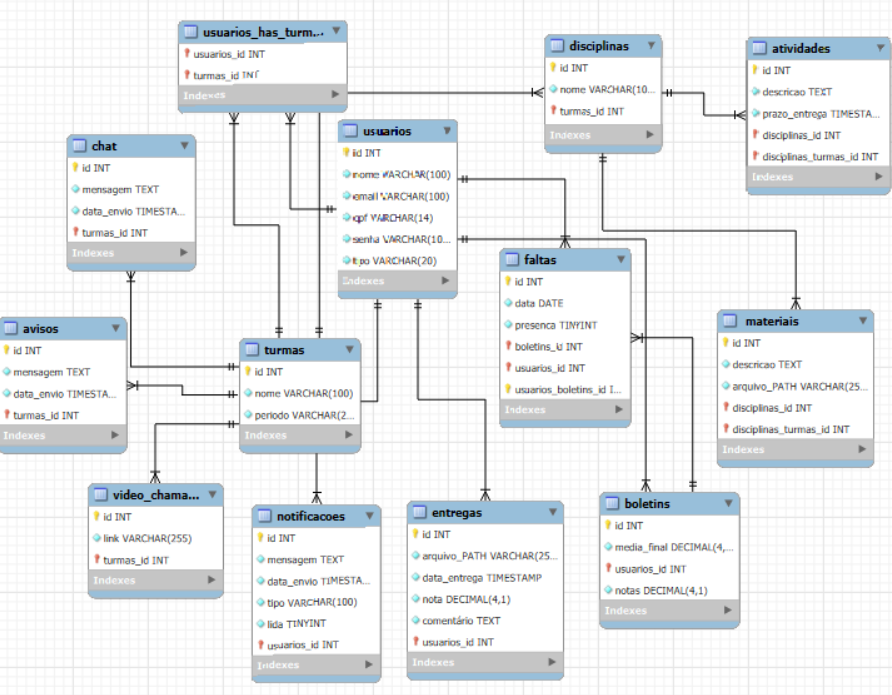 usuarios_has_turm...
usuarios_id INT
turmas_id INT
Indexes
disciplinas
id INT
nome VARCHAR(10...
turmas_id INT
Indexes
atividades
id INT
descricao TEXT
prazo_entrega TIMESTA...
disciplinas_id INT
disciplinas_turmas_id INT
Indexes
chat
id INT
mensagem TEXT
data_envio TIMESTA...
turmas_id INT
Indexes
usuarios
id INT
nome VARCHAR(100)
email VARCHAR(100)
cpf VARCHAR(14)
senha VARCHAR(10...
tipo VARCHAR(20)
Indexes
faltas
id INT
data DATE
presenca TINYINT
boletins_id INT
usuarios_id INT
usuarios_boletins_id I...
Indexes
avisos
id INT
mensagem TEXT
data_envio TIMESTA...
turmas_id INT
Indexes
turmas
id INT
nome VARCHAR(100)
periodo VARCHAR(2...
Indexes
materiais
id INT
descricao TEXT
arquivo_PATH VARCHAR(25...
disciplinas_id INT
disciplinas_turmas_id INT
Indexes
video_chama...
id INT
link VARCHAR(255)
turmas_id INT
Indexes
notificacoes
id INT
mensagem TEXT
data_envio TIMESTA...
tipo VARCHAR(100)
lida TINYINT
usuarios_id INT
Indexes
entregas
id INT
arquivo_PATH VARCHAR(25...
data_entrega TIMESTAMP
nota DECIMAL(4,1)
comentário TEXT
usuarios_id INT
Indexes
boletins
id INT
media_final DECIMAL(4,...
usuarios_id INT
notas DECIMAL(4,1)
Indexes